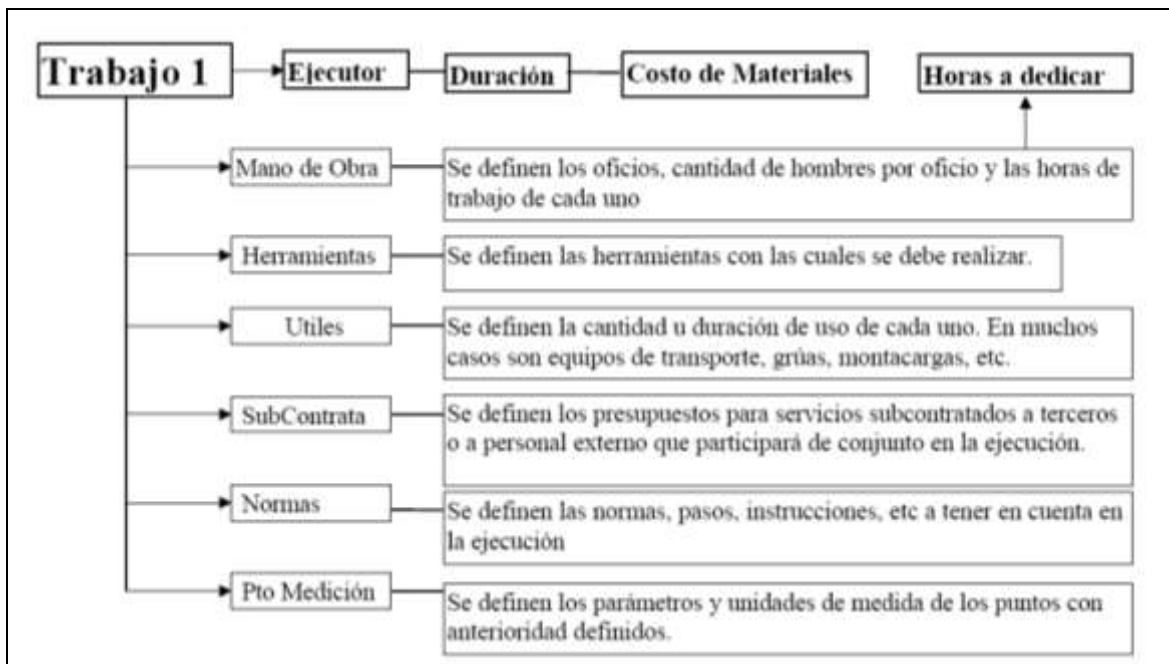 Trabajo 1 Ejecutor Duración Costo de Materiales Horas a dedicar
Mano de Obra
Se definen los oficios, cantidad de hombres por oficio y las horas de
trabajo de cada uno
Herramientas
Se definen las herramientas con las cuales se debe realizar.
Utiles
Se definen la cantidad u duración de uso de cada uno. En muchos
casos son equipos de transporte, grúas, montacargas, etc.
SubContrata
Se definen los presupuestos para servicios subcontratados a terceros
o a personal externo que participará de conjunto en la ejecución.
Normas
Se definen las normas, pasos, instrucciones, etc a tener en cuenta en
la ejecución
Pto Medición
Se definen los parámetros y unidades de medida de los puntos con
anterioridad definidos.